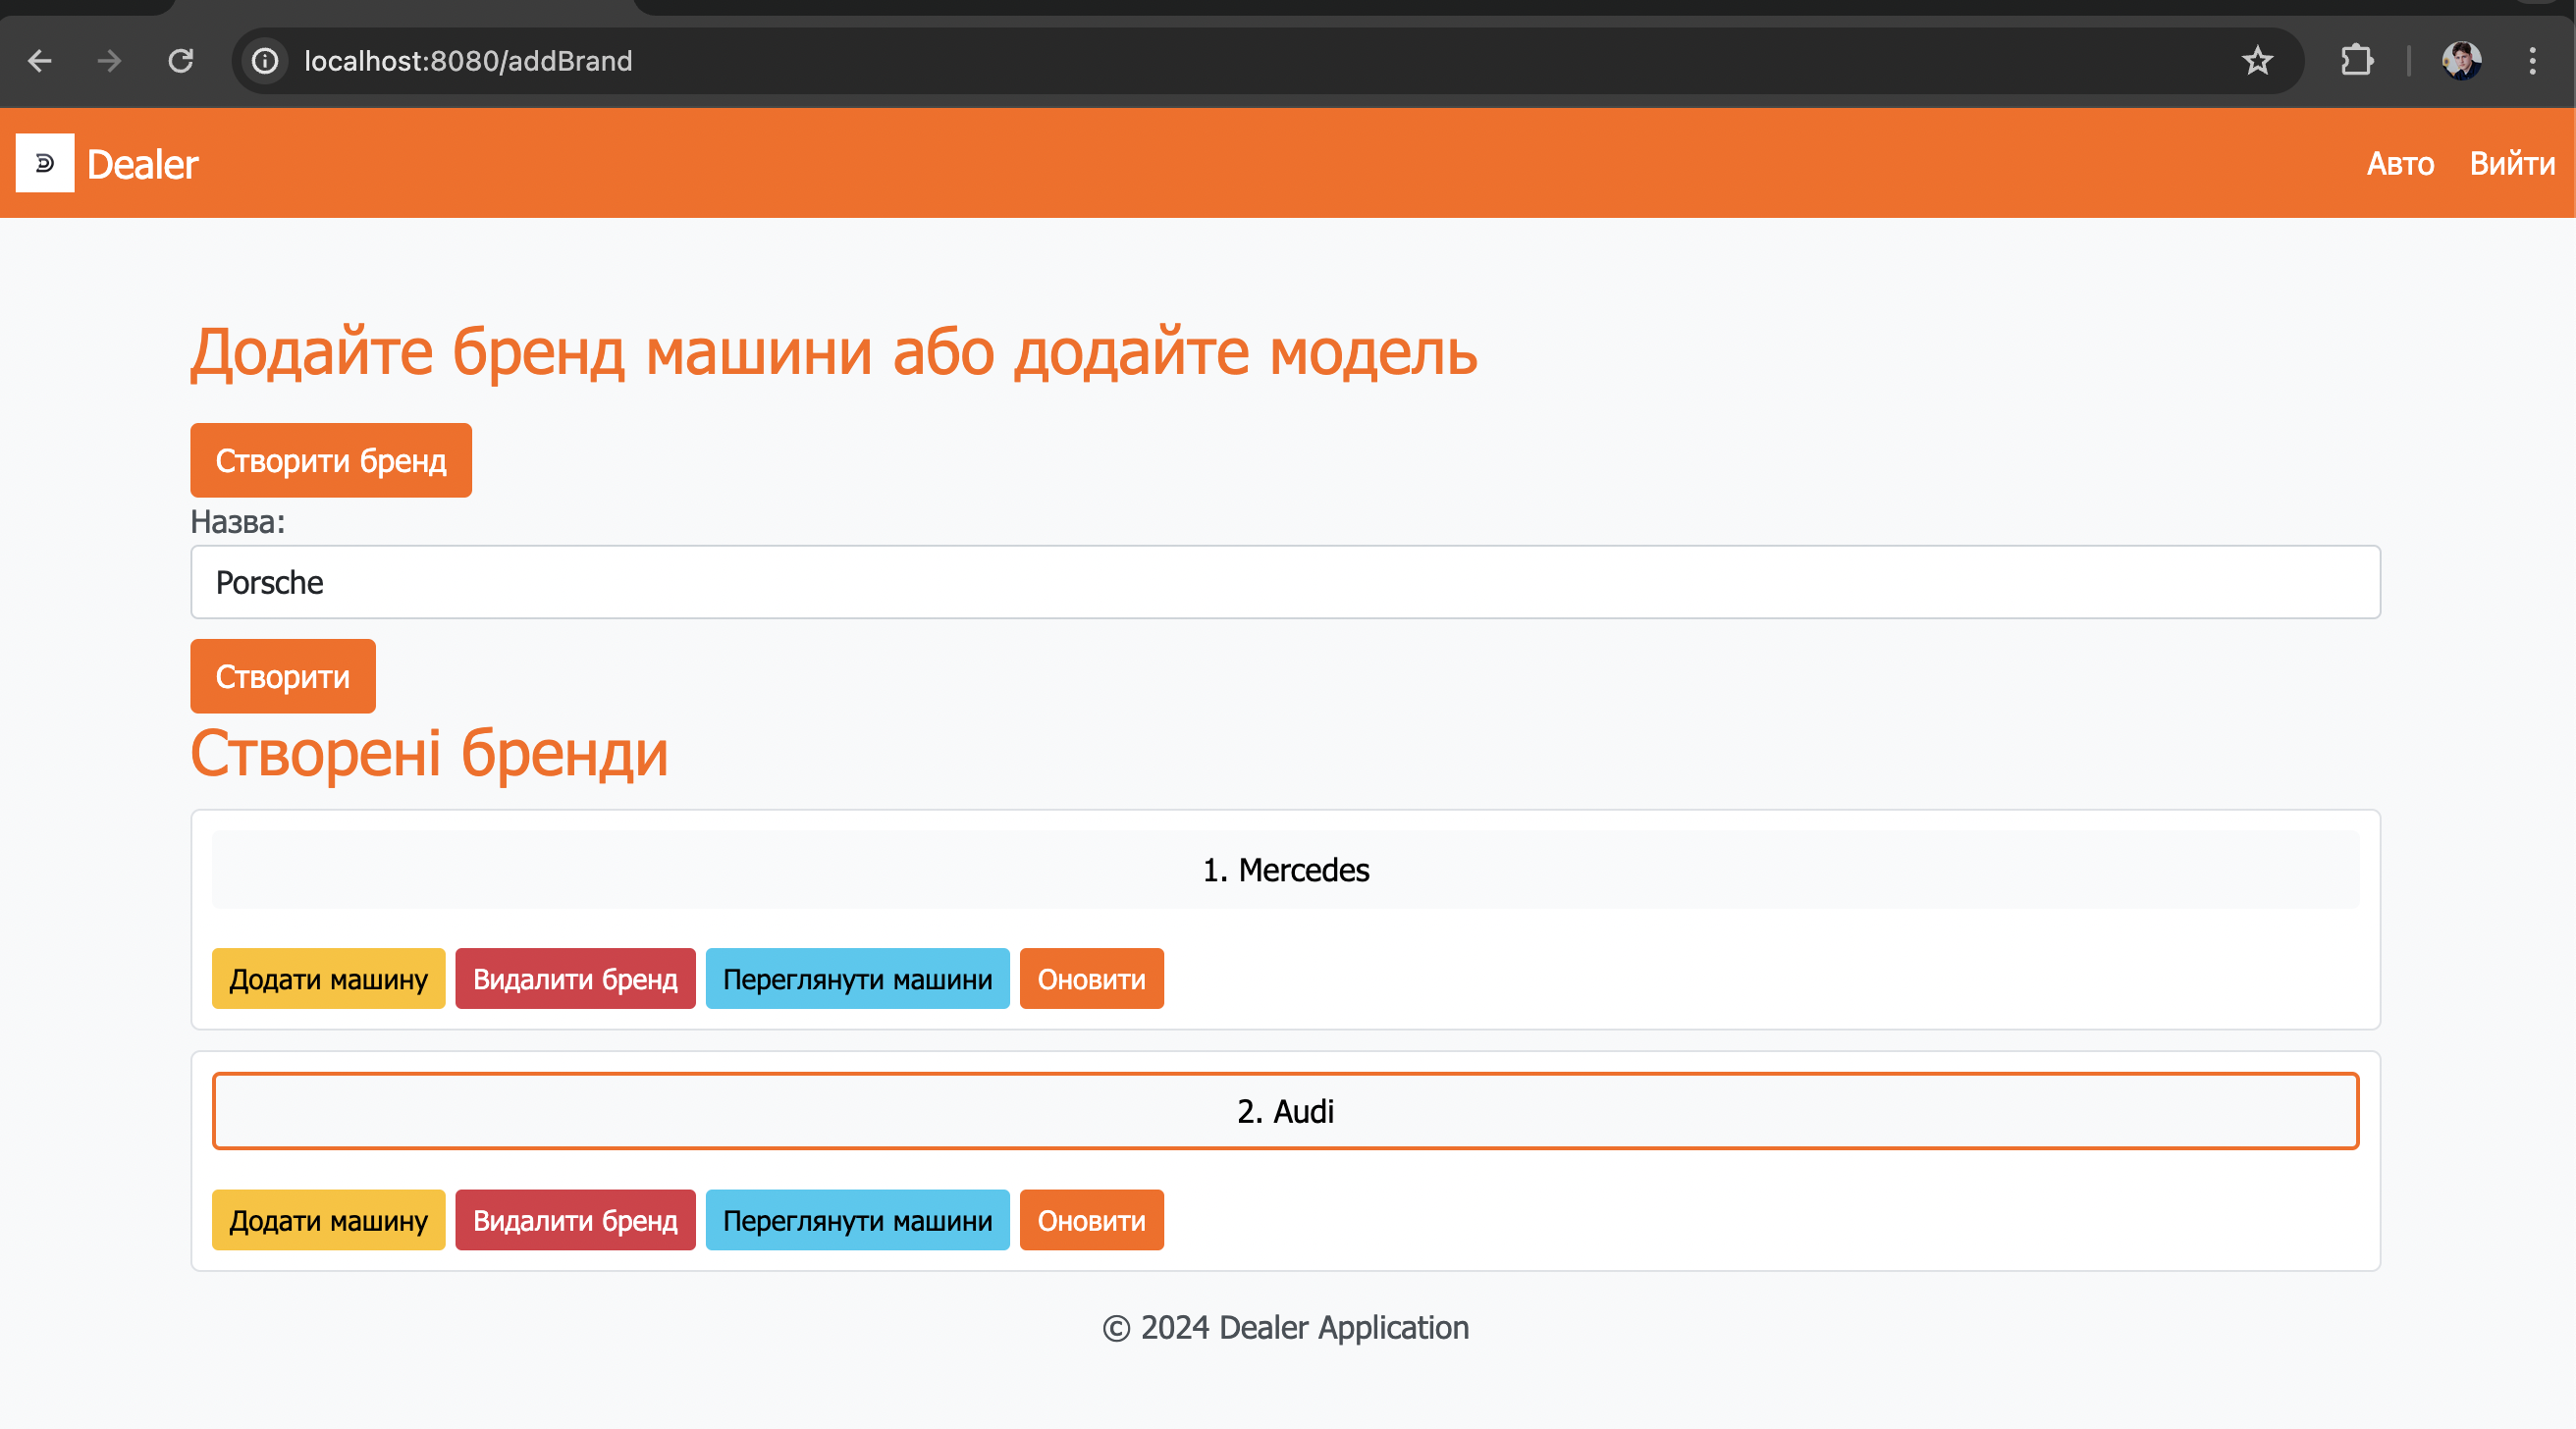 localhost:8080/addBrand
Dealer
Авто Вийти
Додайте бренд машини або додайте модель
Створити бренд
Назва:
Porsche
Створити
Створені бренди
1. Mercedes
Додати машину Видалити бренд Переглянути машини Оновити
2. Audi
Додати машину Видалити бренд Переглянути машини Оновити
© 2024 Dealer Application